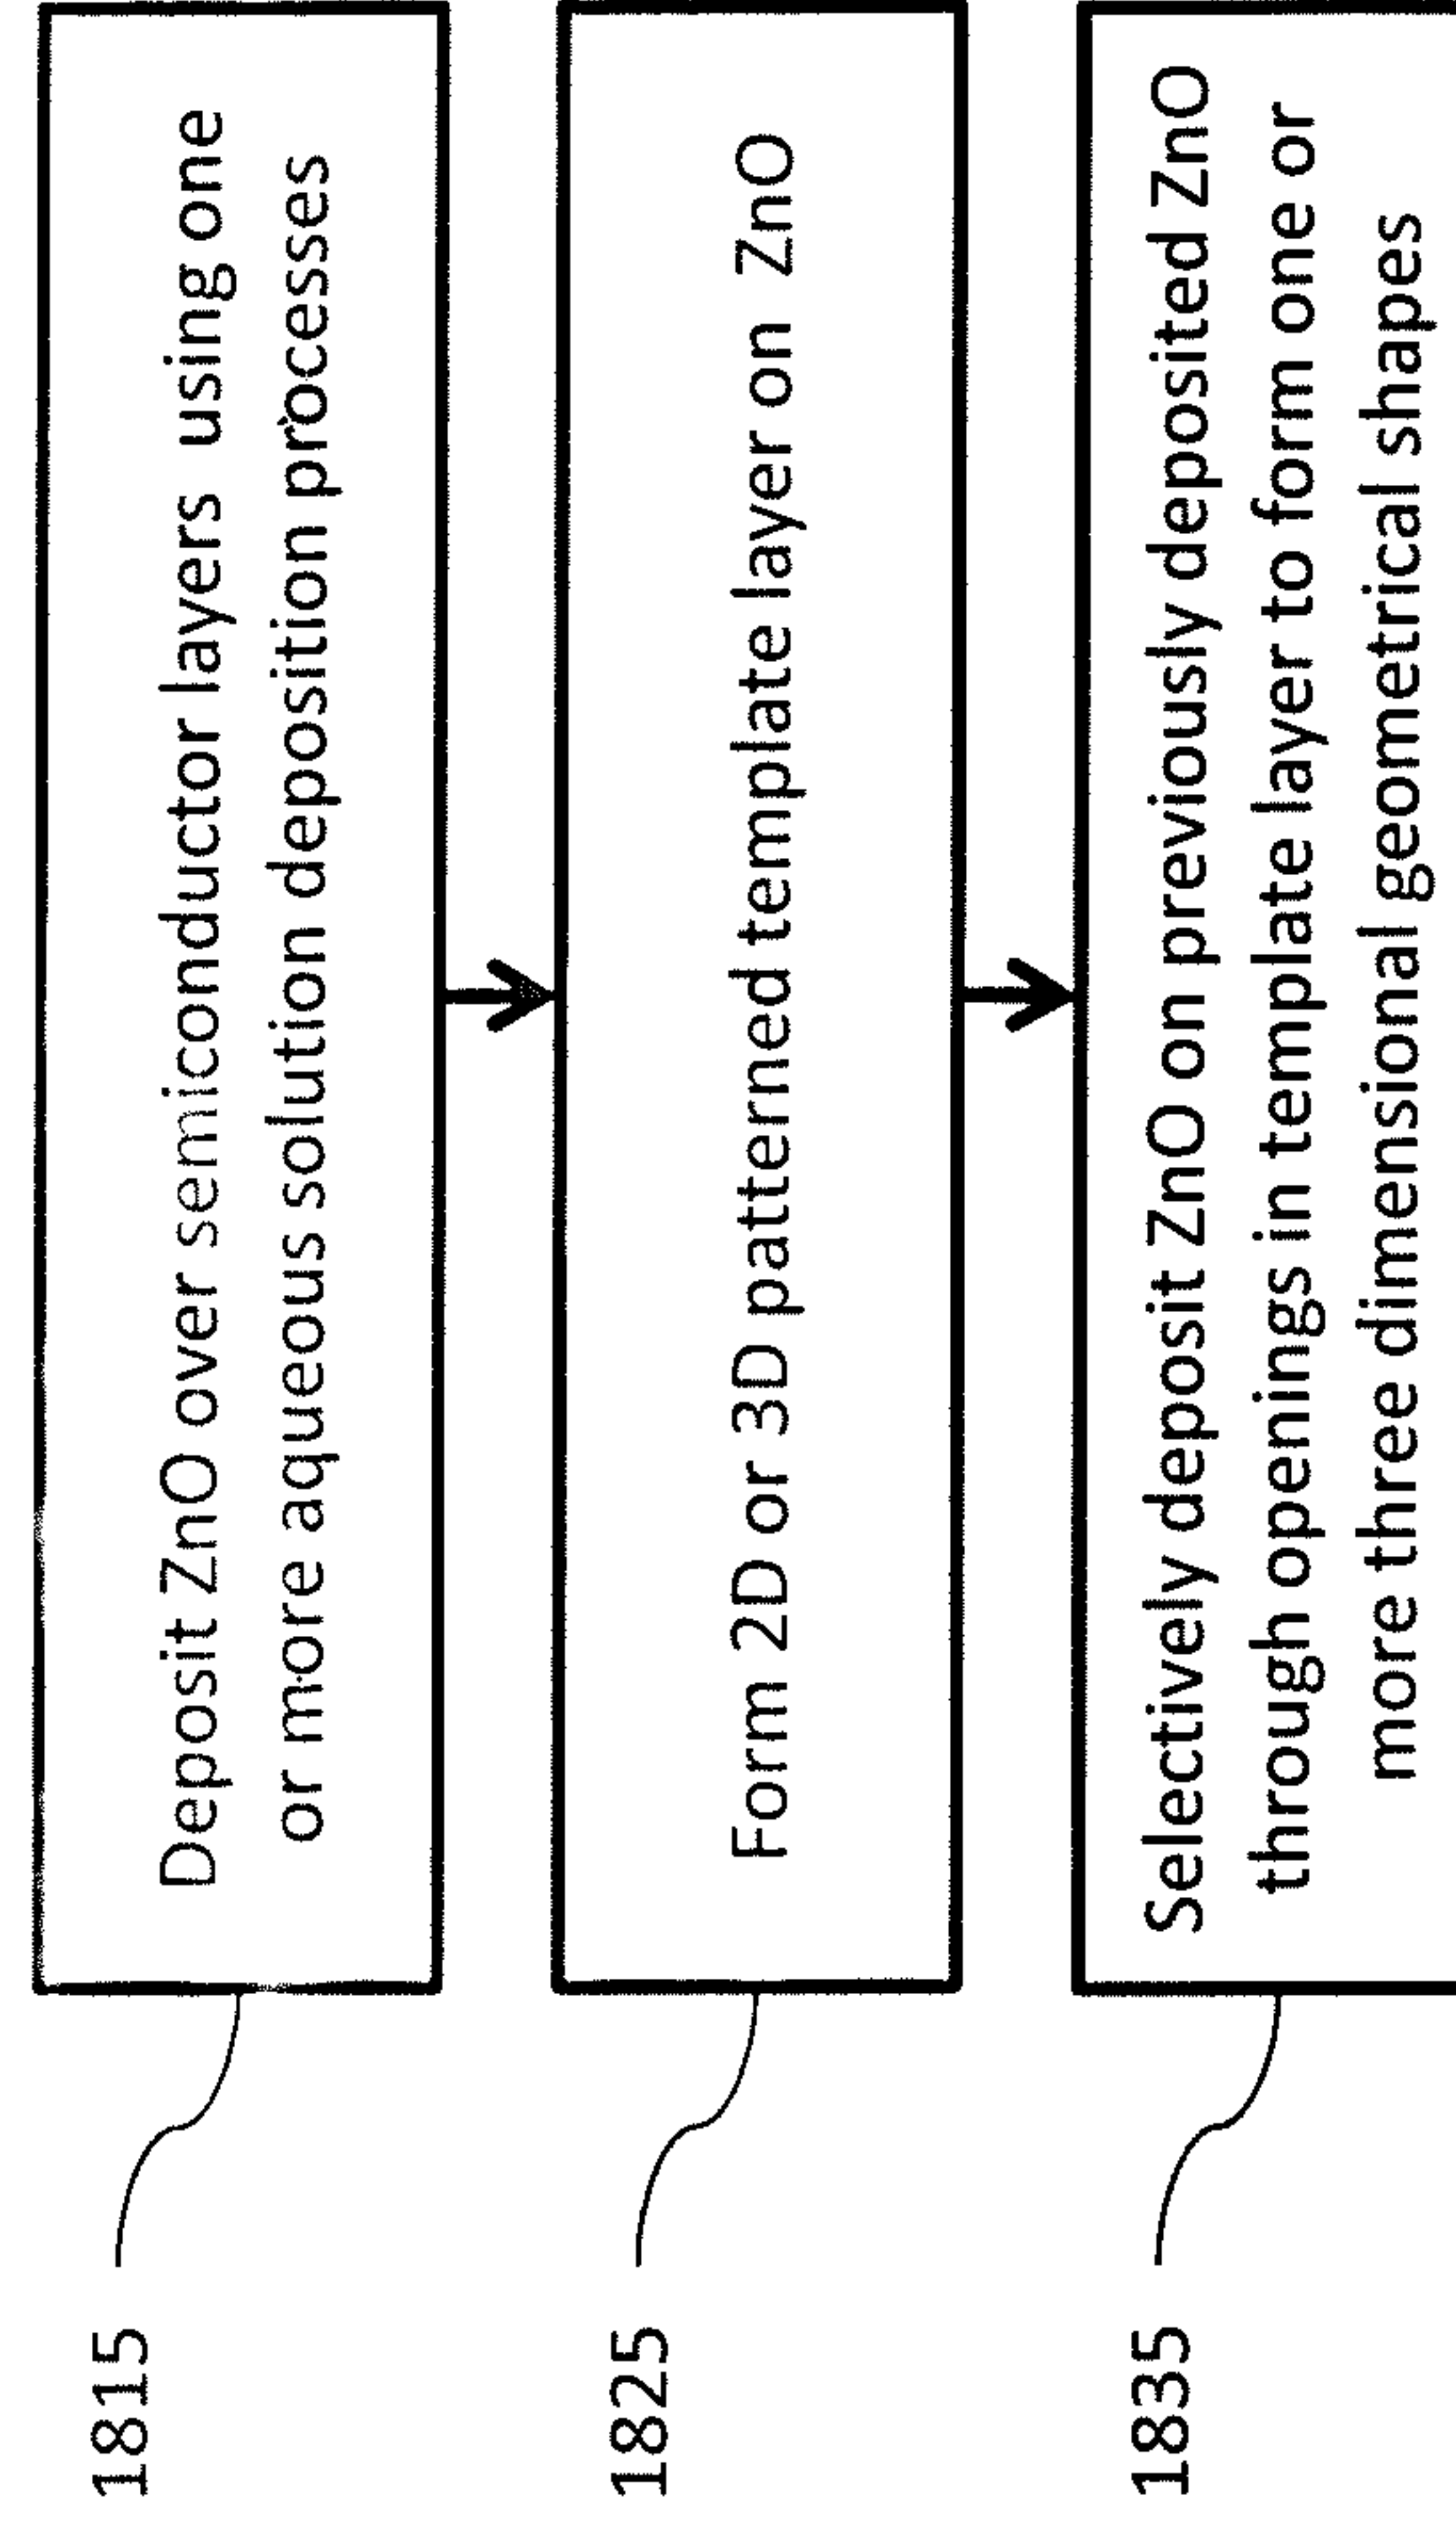 1815
Deposit ZnO over semiconductor layers using one
or more aqueous solution deposition processes
1825
Form 2D or 3D patterned template layer on ZnO
1835
Selectively deposit ZnO on previously deposited ZnO
through openings in template layer to form one or
more three dimensional geometrical shapes